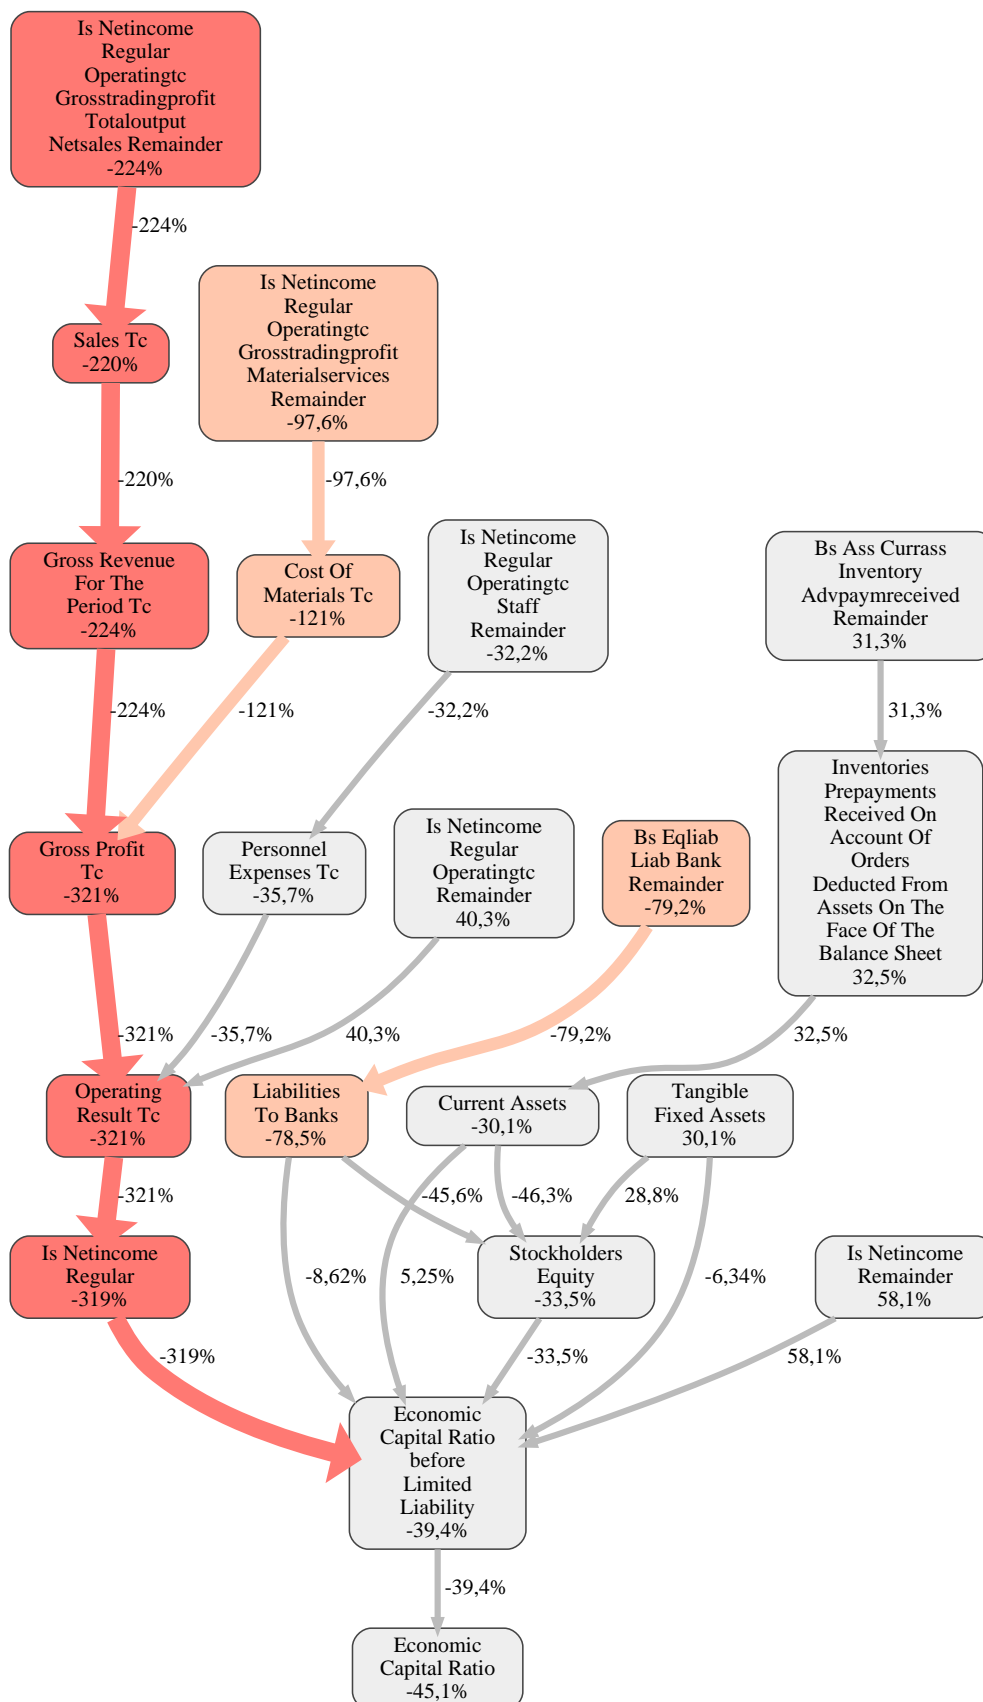 Is Netincome
Regular
Operatingtc
Grosstradingprofit
Totaloutput
Netsales Remainder
-224%
-224%
Sales Tc
-220%
Is Netincome
Regular
Operatingtc
Grosstradingprofit
Materialservices
Remainder
-97,6%
-220%
-97,6%
Gross Revenue
For The
Period Tc
-224%
Cost Of
Materials Tc
-121%
Is Netincome
Regular
Operatingtc
Staff
Remainder
-32,2%
Bs Ass Currass
Inventory
Advpaymreceived
Remainder
31,3%
-224%
-121%
-32,2%
31,3%
Gross Profit
Tc
-321%
Personnel
Expenses Tc
-35,7%
Is Netincome
Regular
Operatingtc
Remainder
40,3%
Bs Eqliab
Liab Bank
Remainder
-79,2%
Inventories
Prepayments
Received On
Account Of
Orders
Deducted From
Assets On The
Face Of The
Balance Sheet
32,5%
-321%
-35,7%
40,3%
-79,2%
32,5%
Operating
Result Tc
-321%
Liabilities
To Banks
-78,5%
Current Assets
-30,1%
Tangible
Fixed Assets
30,1%
-321%
-45,6%
-46,3%
28,8%
Is Netincome
Regular
-319%
-8,62%
5,25%
Stockholders
Equity
-33,5%
-6,34%
Is Netincome
Remainder
58,1%
-319%
-33,5%
58,1%
Economic
Capital Ratio
before
Limited
Liability
-39,4%
-39,4%
Economic
Capital Ratio
-45,1%